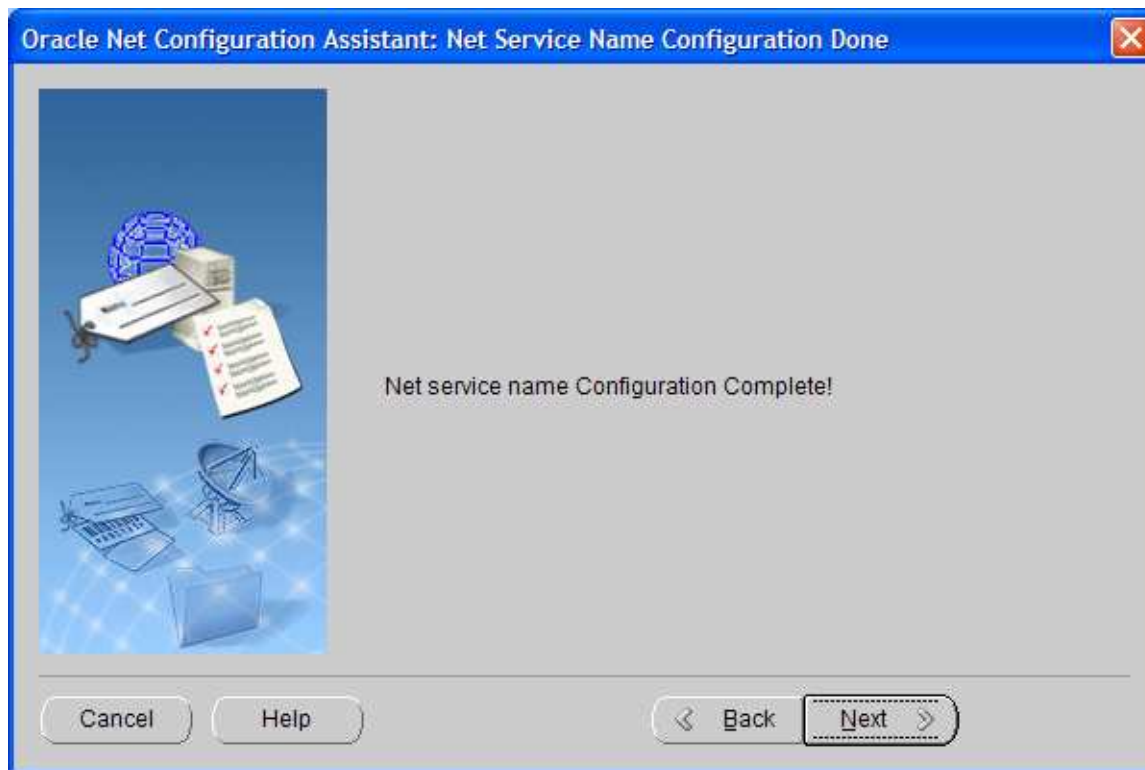 Oracle Net Configuration Assistant: Net Service Name Configuration Done
Net service name Configuration Complete!
Cancel
Help
Back
Next